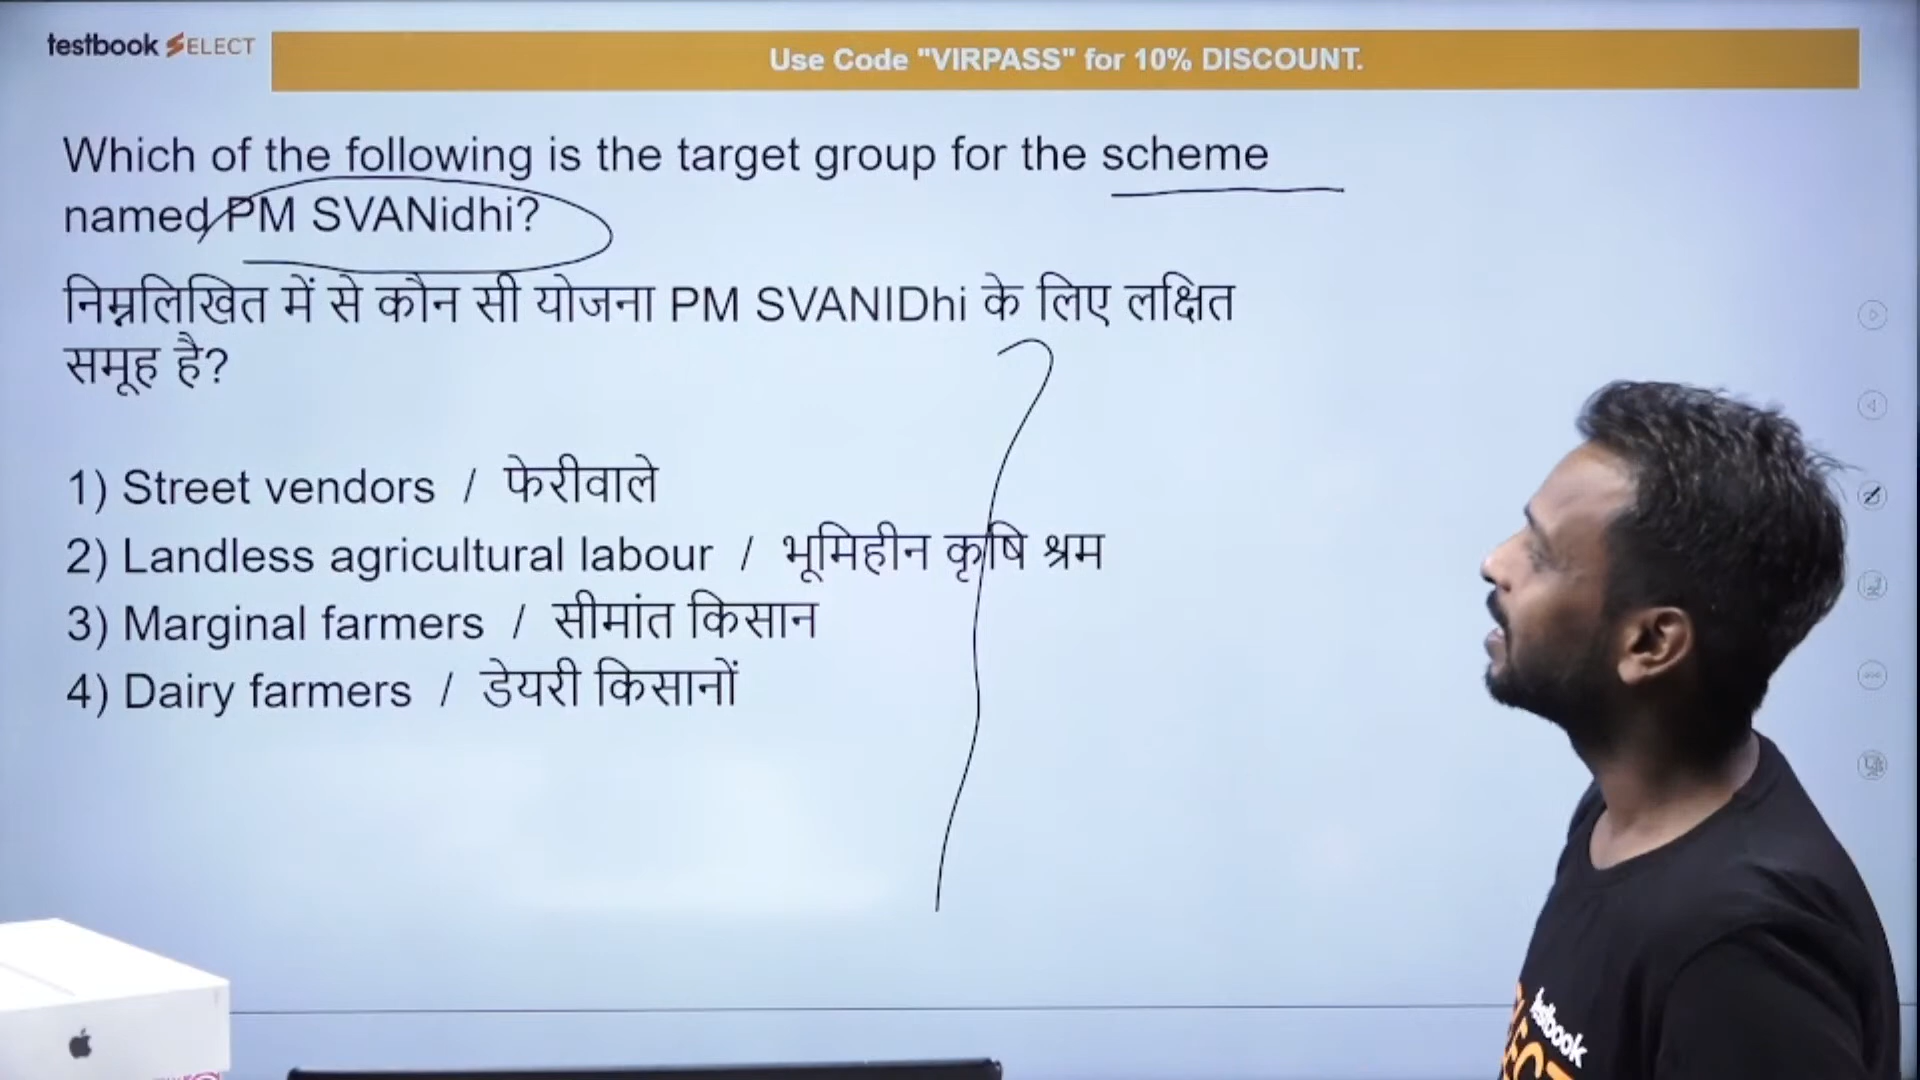 testbook SELECT
Use Code "VIRPASS" for 10% DISCOUNT.
Which of the following is the target group for the scheme
named PM SVANidhi?
निम्नलिखित में से कौन सी योजना PM SVANIDhi के लिए लक्षित
समूह है?
1) Street vendors / फेरीवाले
2) Landless agricultural labour / भूमिहीन कृषि श्रम
3) Marginal farmers / सीमांत किसान
4) Dairy farmers / डेयरी किसानों
testbook